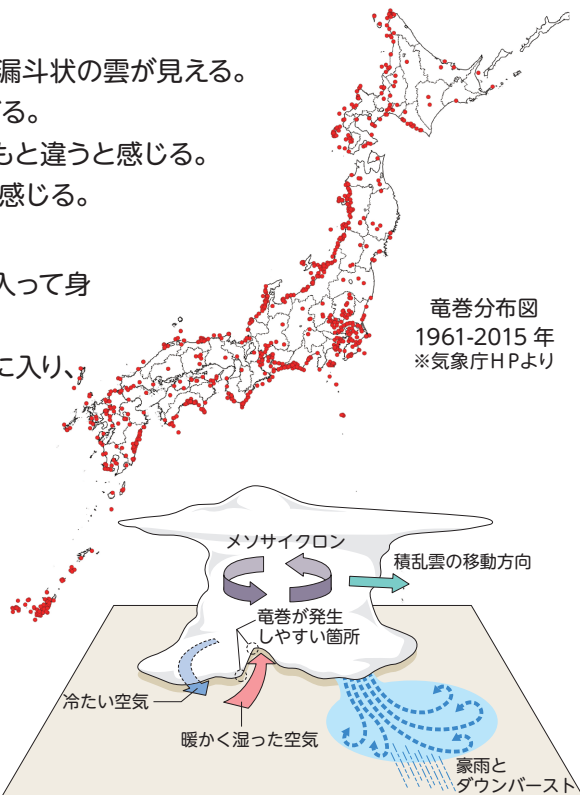 漏斗状の雲が見える。
る。
もと違うと感じる。
感じる。
入って身
に入り、
竜巻分布図
1961-2015 年
※気象庁HPより
メソサイクロン
積乱雲の移動方向
竜巻が発生
しやすい箇所
冷たい空気
暖かく湿った空気
豪雨と
ダウンバースト